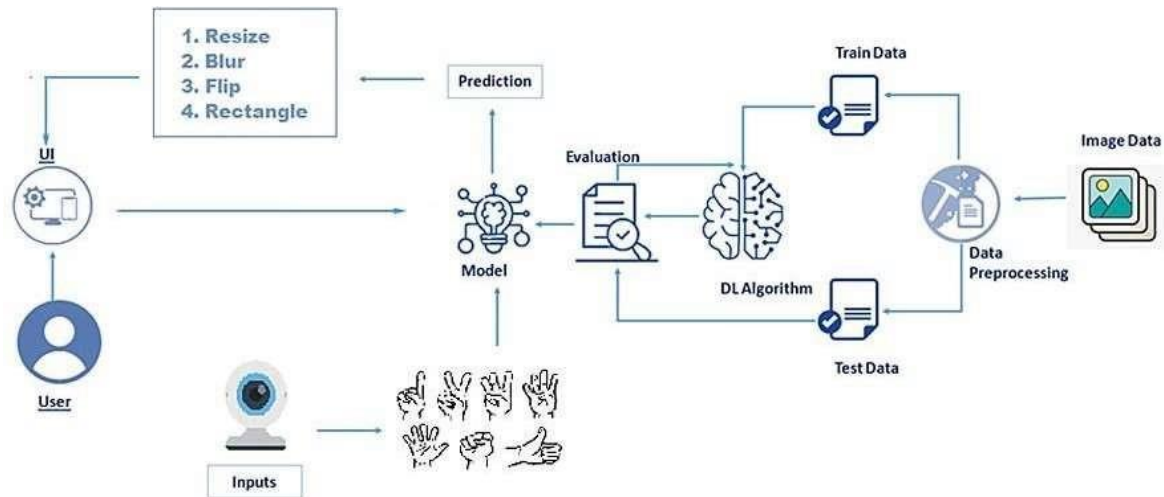 1. Resize
2. Blur
3. Flip
4. Rectangle
Prediction
Train Data
Image Data
UI
Evaluation
Model
DL Algorithm
Data
Preprocessing
Test Data
User
Inputs